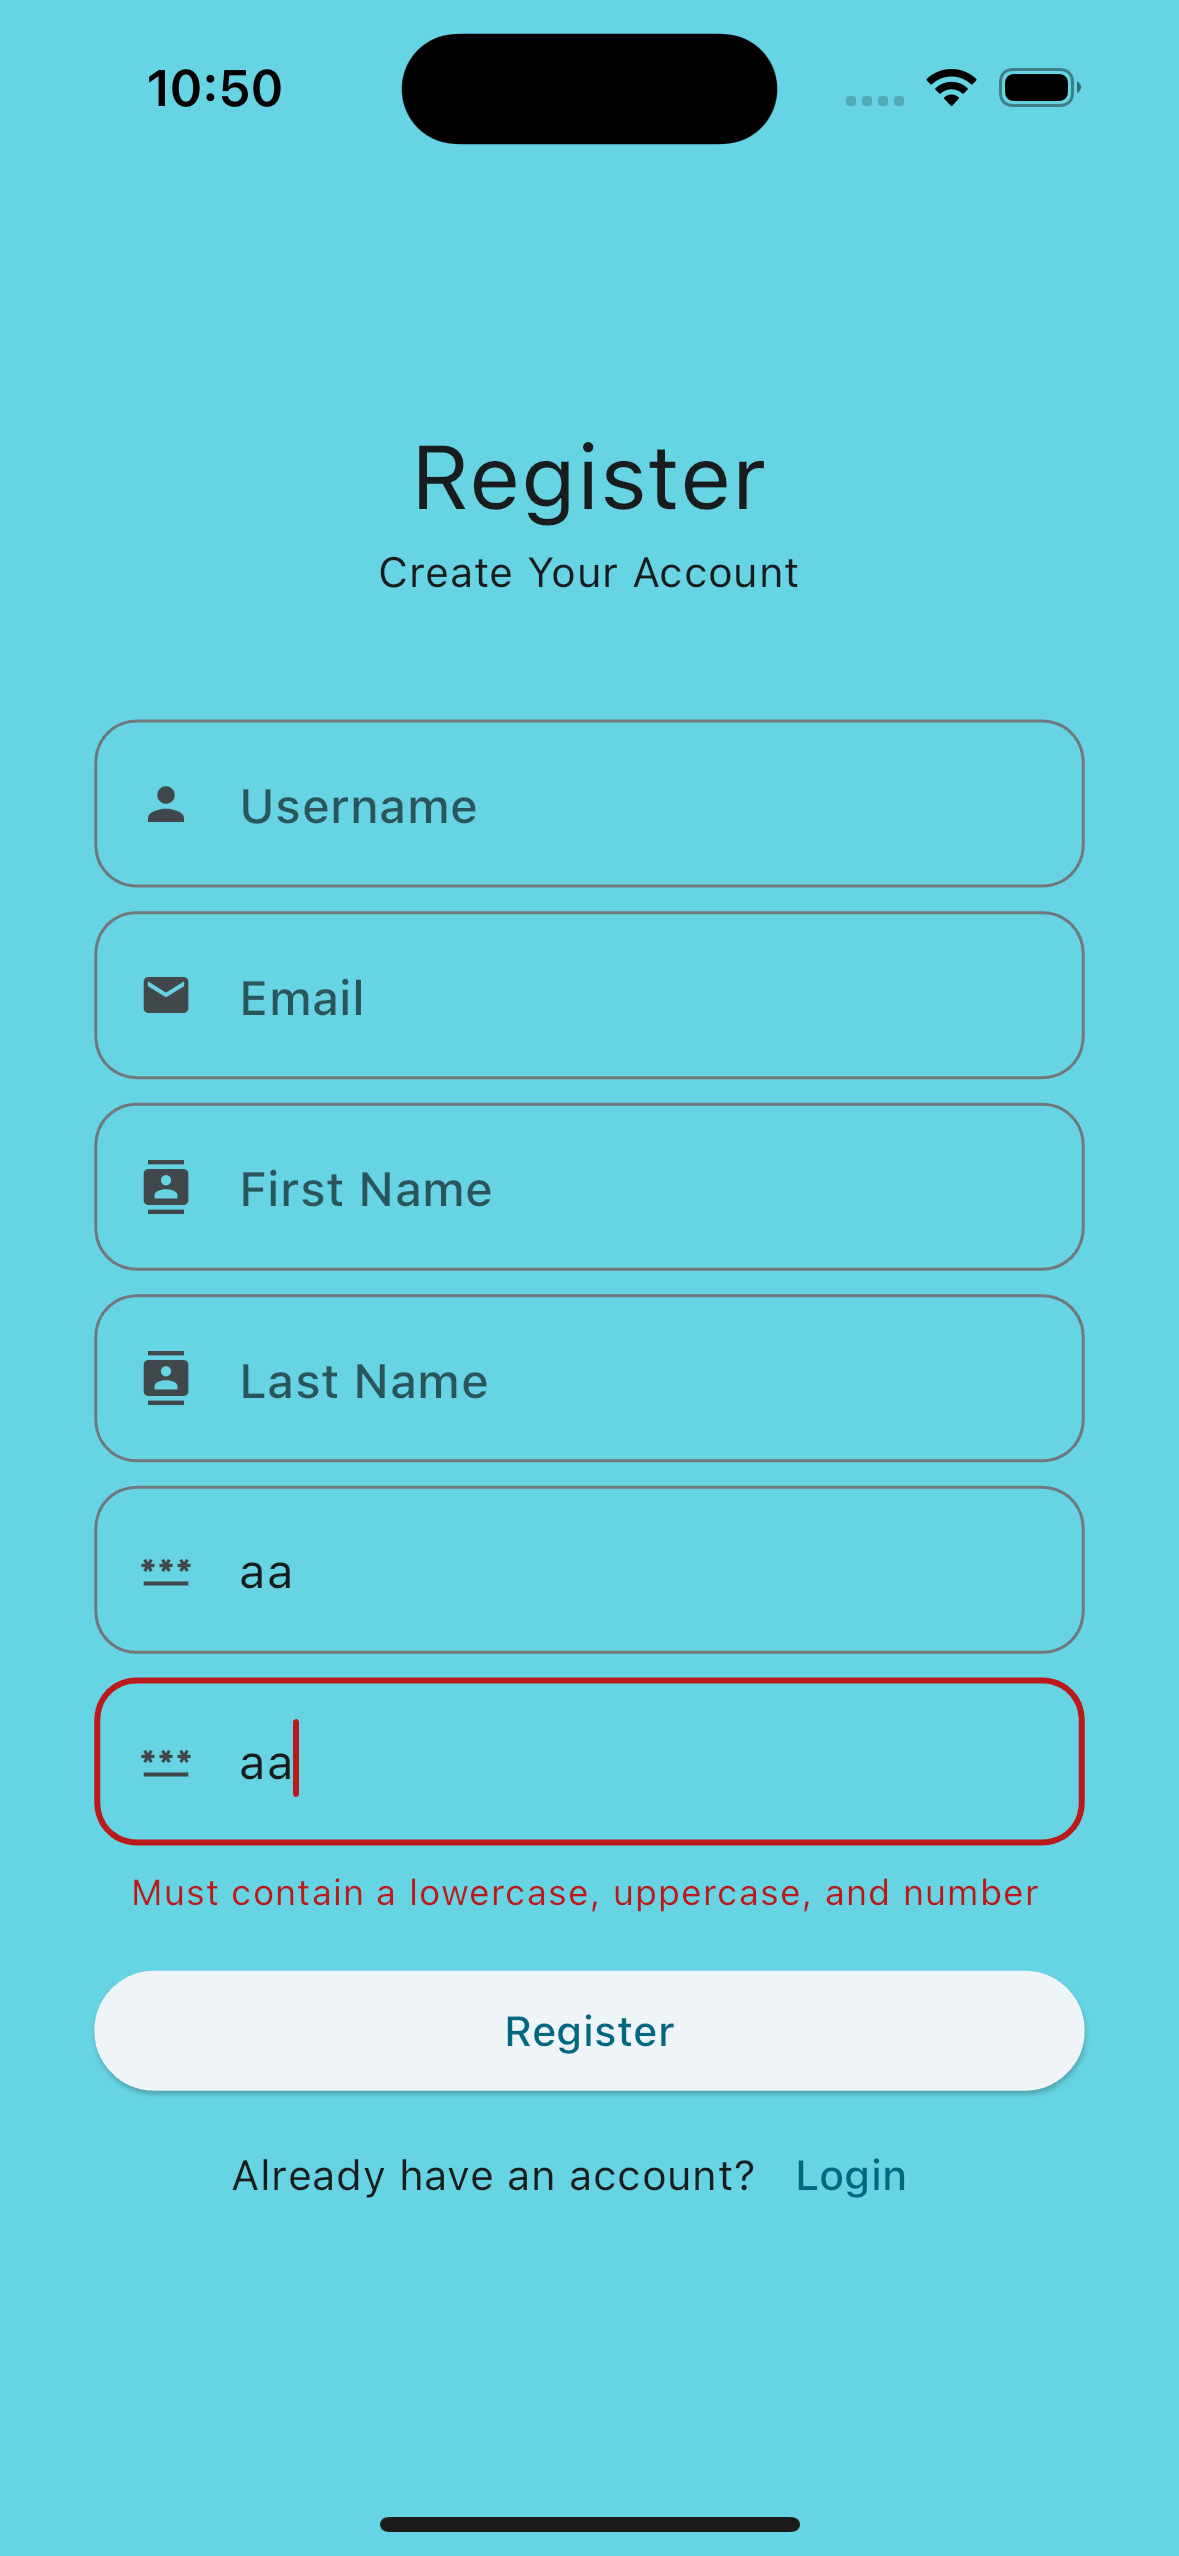 10:50
Register
Create Your Account
Username
Email
First Name
Last Name
aa
aa
Must contain a lowercase, uppercase, and number
Register
Already have an account? Login